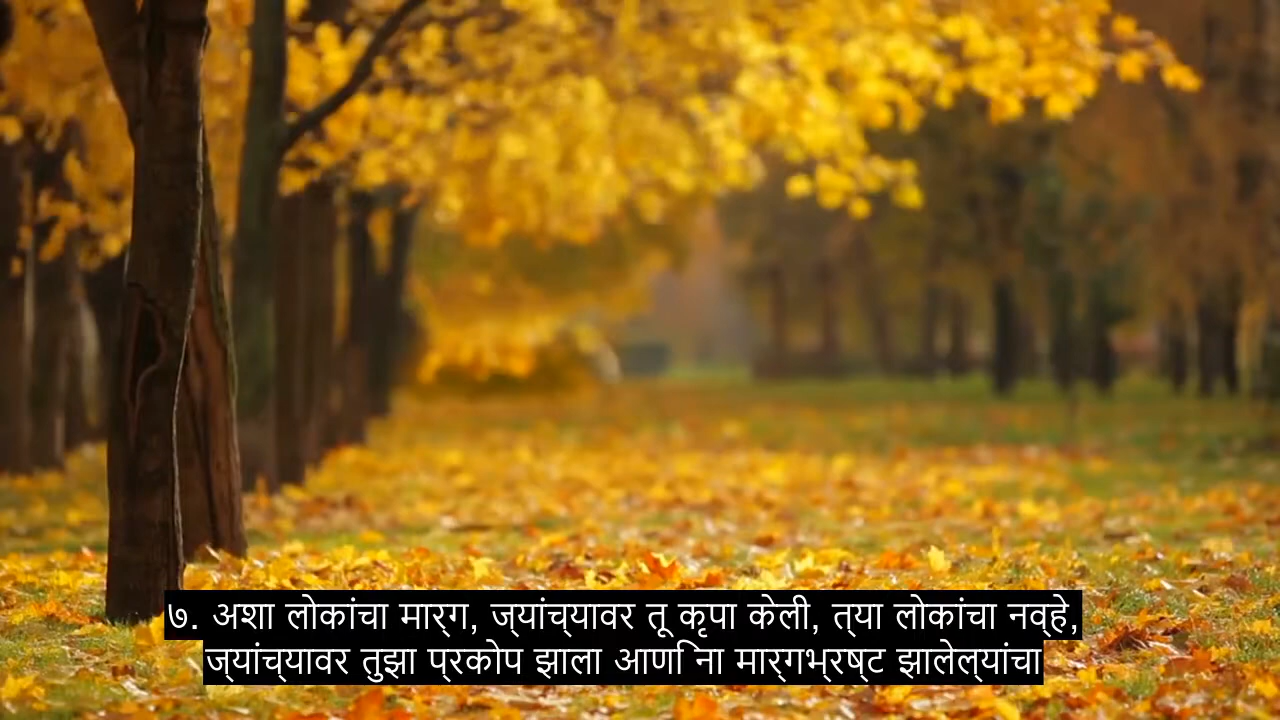 ७. अशा लोकांचा मार्ग, ज्यांच्यावर तू कृपा केली, त्या लोकांचा नव्हे,
ज्यांच्यावर तुझा प्रकोप झाला आणि ना मार्गभ्रष्ट झालेल्यांचा